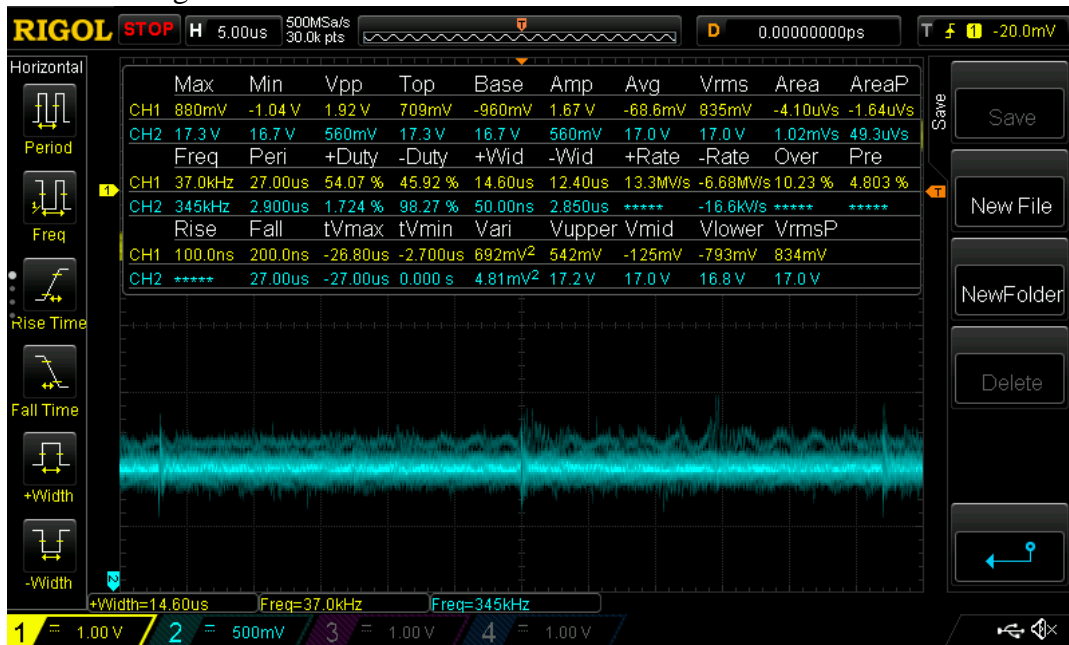 RIGOL STOP H 5.00us 500MSa/s 30.0k pts T D 0.00000000ps T 1 -20.0mV
Horizontal
Period
Freq
Rise Time
Fall Time
+Width
-Width
Max Min Vpp Top Base Amp Avg Vrms Area AreaP
CH1 880mV -1.04 V 1.92 V 709mV -960mV 1.67 V -68.6mV 835mV -4.10uVs -1.64uVs
CH2 17.3 V 16.7 V 560mV 17.3 V 16.7 V 560mV 17.0 V 17.0 V 1.02mVs 49.3uVs
Freq Peri +Duty -Duty +Wid -Wid +Rate -Rate Over Pre
CH1 37.0kHz 27.00us 54.07 % 45.92 % 14.60us 12.40us 13.3MV/s -6.68MV/s 10.23 % 4.803 %
CH2 345kHz 2.900us 1.724 % 98.27 % 50.00ns 2.850us ***** -16.6kV/s ***** *****
Rise Fall tVmax tVmin Vari Vupper Vmid Vlower VrmsP
CH1 100.0ns 200.0ns -26.80us -2.700us 692mV² 542mV -125mV -793mV 834mV
CH2 ***** 27.00us -27.00us 0.000 s 4.81mV² 17.2 V 17.0 V 16.8 V 17.0 V
1
T
2
Save
Save
New File
NewFolder
Delete
+Width=14.60us Freq=37.0kHz Freq=345kHz
1 = 1.00 V 2 = 500mV 3 = 1.00 V 4 = 1.00 V